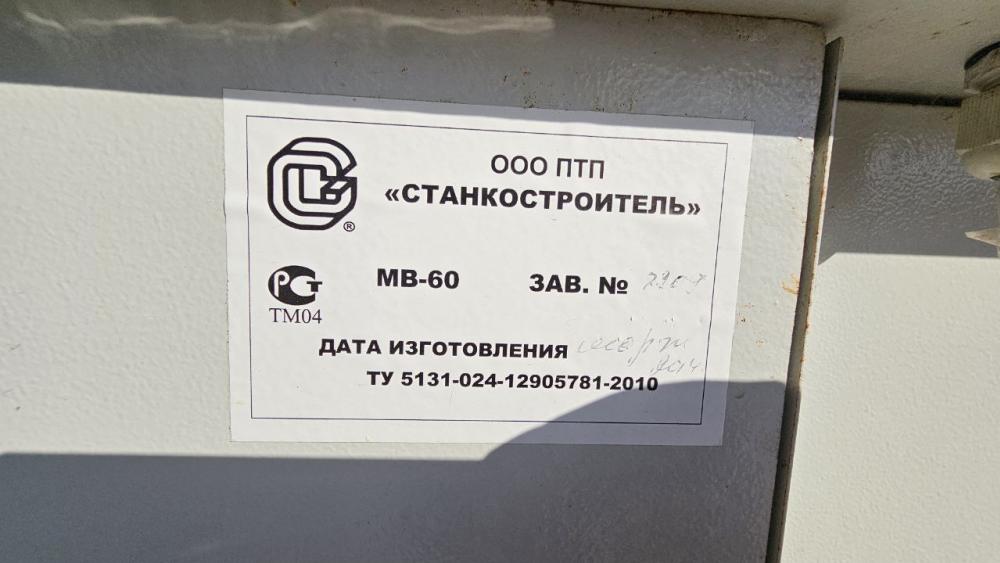 ООО ПТП
«СТАНКОСТРОИТЕЛЬ»
®
РСТ
ТМ04
МВ-60 ЗАВ. №
ДАТА ИЗГОТОВЛЕНИЯ
ТУ 5131-024-12905781-2010